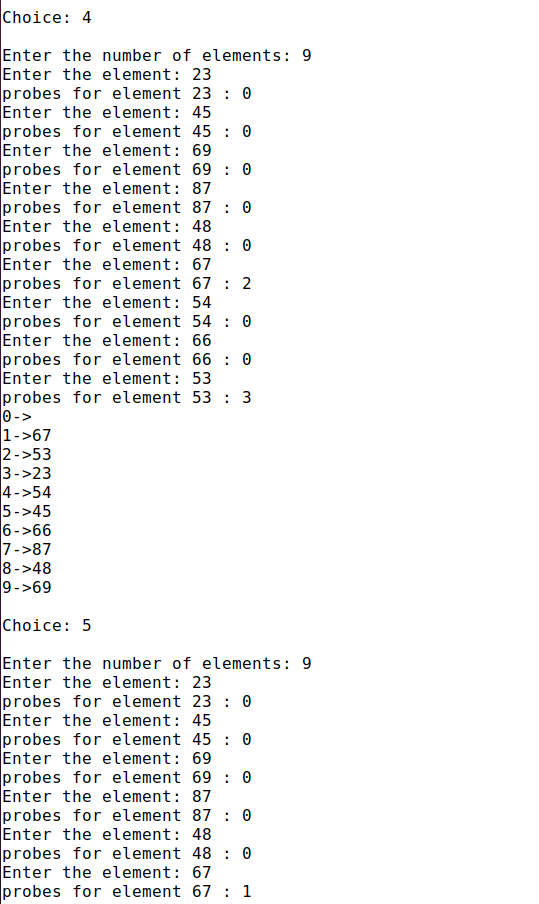 Choice: 4
Enter the number of elements: 9
Enter the element: 23
probes for element 23 : 0
Enter the element: 45
probes for element 45 : 0
Enter the element: 69
probes for element 69 : 0
Enter the element: 87
probes for element 87 : 0
Enter the element: 48
probes for element 48 : 0
Enter the element: 67
probes for element 67 : 2
Enter the element: 54
probes for element 54 : 0
Enter the element: 66
probes for element 66 : 0
Enter the element: 53
probes for element 53 : 3
0->
1->67
2->53
3->23
4->54
5->45
6->66
7->87
8->48
9->69
Choice: 5
Enter the number of elements: 9
Enter the element: 23
probes for element 23 : 0
Enter the element: 45
probes for element 45 : 0
Enter the element: 69
probes for element 69 : 0
Enter the element: 87
probes for element 87 : 0
Enter the element: 48
probes for element 48 : 0
Enter the element: 67
probes for element 67 : 1